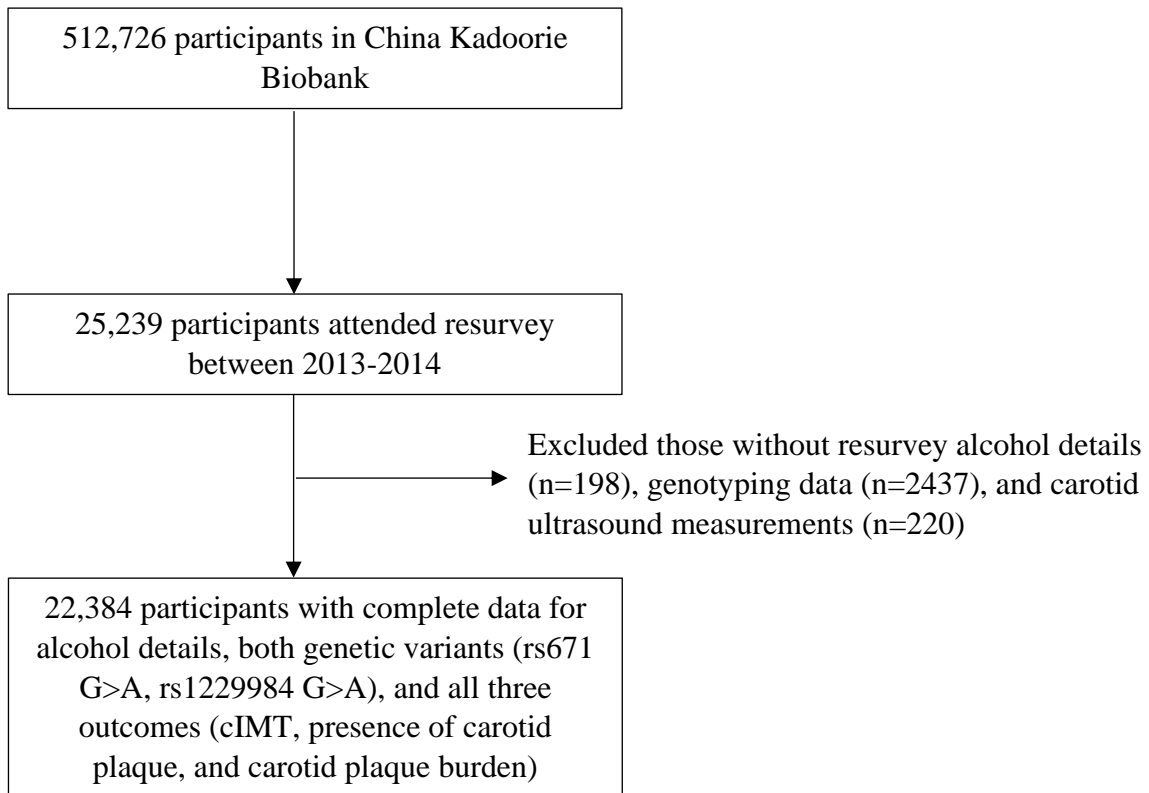 512,726 participants in China Kadoorie
Biobank
25,239 participants attended resurvey
between 2013-2014
Excluded those without resurvey alcohol details
(n=198), genotyping data (n=2437), and carotid
ultrasound measurements (n=220)
22,384 participants with complete data for
alcohol details, both genetic variants (rs671
G>A, rs1229984 G>A), and all three
outcomes (cIMT, presence of carotid
plaque, and carotid plaque burden)